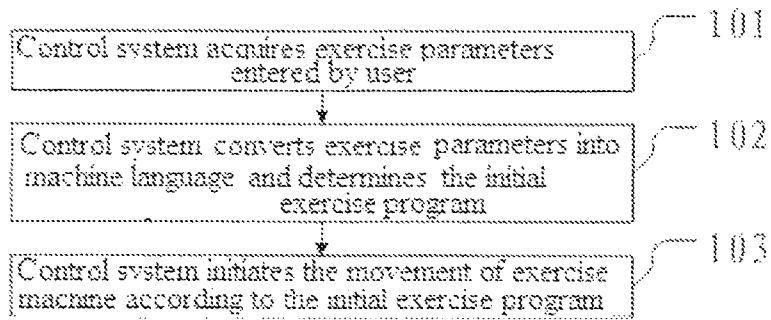 101
Control system acquires exercise parameters
entered by user
102
Control system converts exercise parameters into
machine language and determines the initial
exercise program
103
Control system initiates the movement of exercise
machine according to the initial exercise program